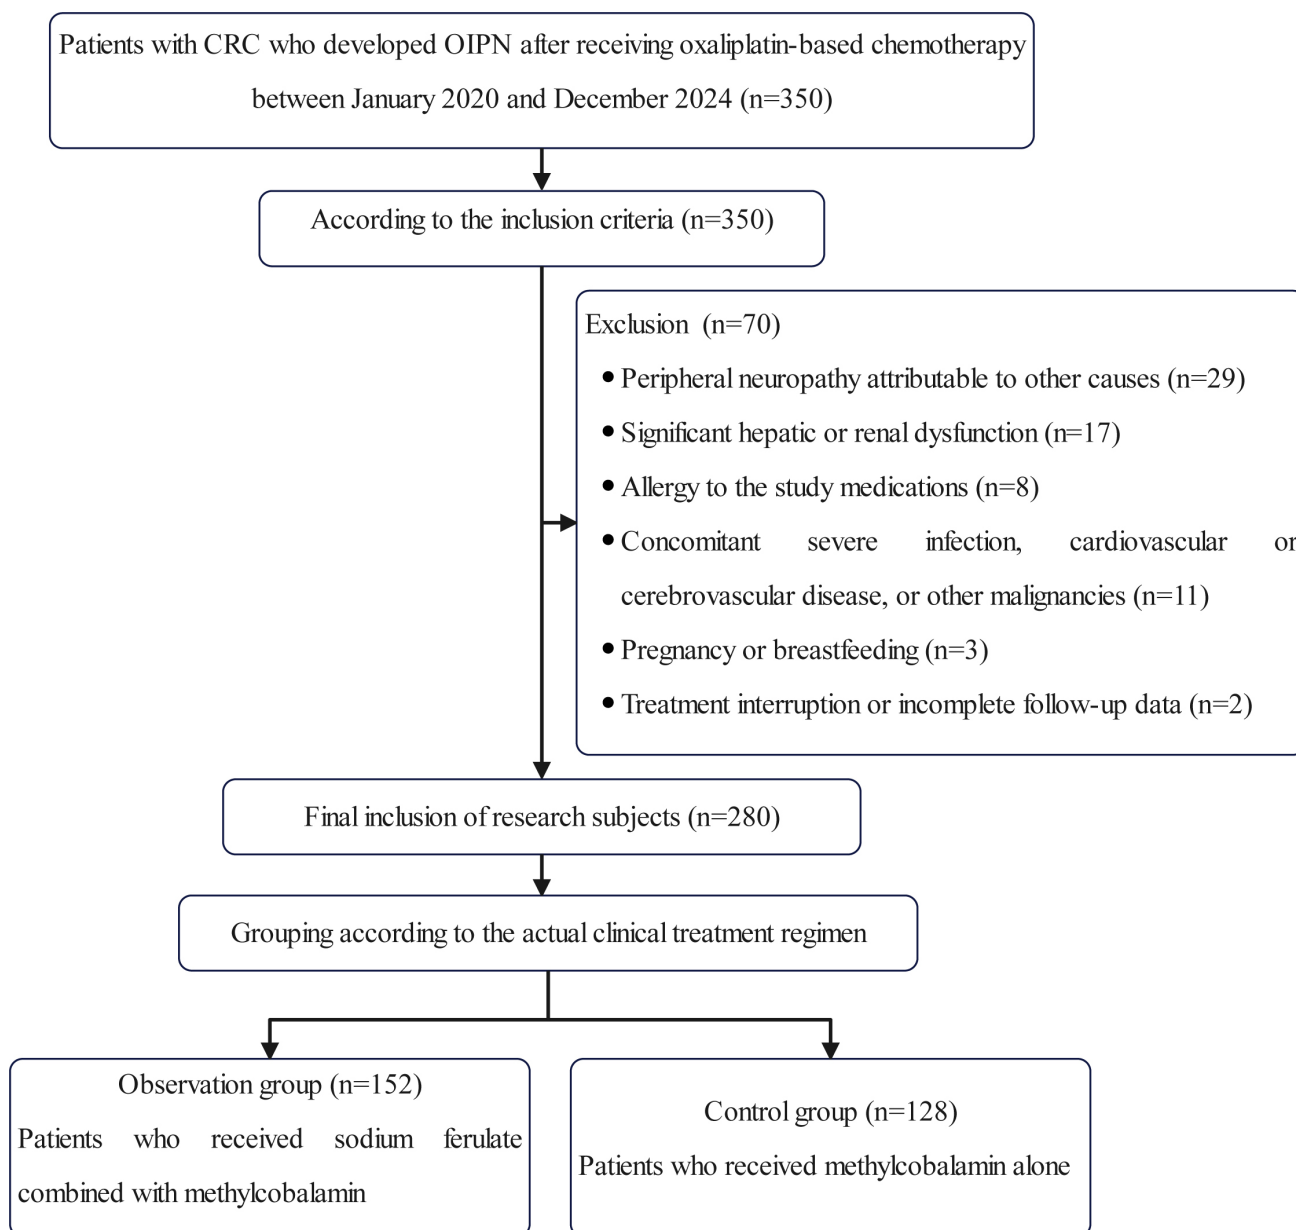 Patients with CRC who developed OIPN after receiving oxaliplatin-based chemotherapy
between January 2020 and December 2024 (n=350)
According to the inclusion criteria (n=350)
Exclusion (n=70)
• Peripheral neuropathy attributable to other causes (n=29)
• Significant hepatic or renal dysfunction (n=17)
• Allergy to the study medications (n=8)
• Concomitant severe infection, cardiovascular or
cerebrovascular disease, or other malignancies (n=11)
• Pregnancy or breastfeeding (n=3)
• Treatment interruption or incomplete follow-up data (n=2)
Final inclusion of research subjects (n=280)
Grouping according to the actual clinical treatment regimen
Observation group (n=152)
Patients who received sodium ferulate
combined with methylcobalamin
Control group (n=128)
Patients who received methylcobalamin alone